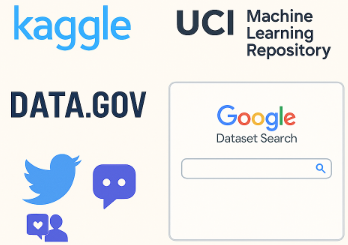 kaggle
UCI Machine
Learning
Repository
DATA.GOV
Google
Dataset Search